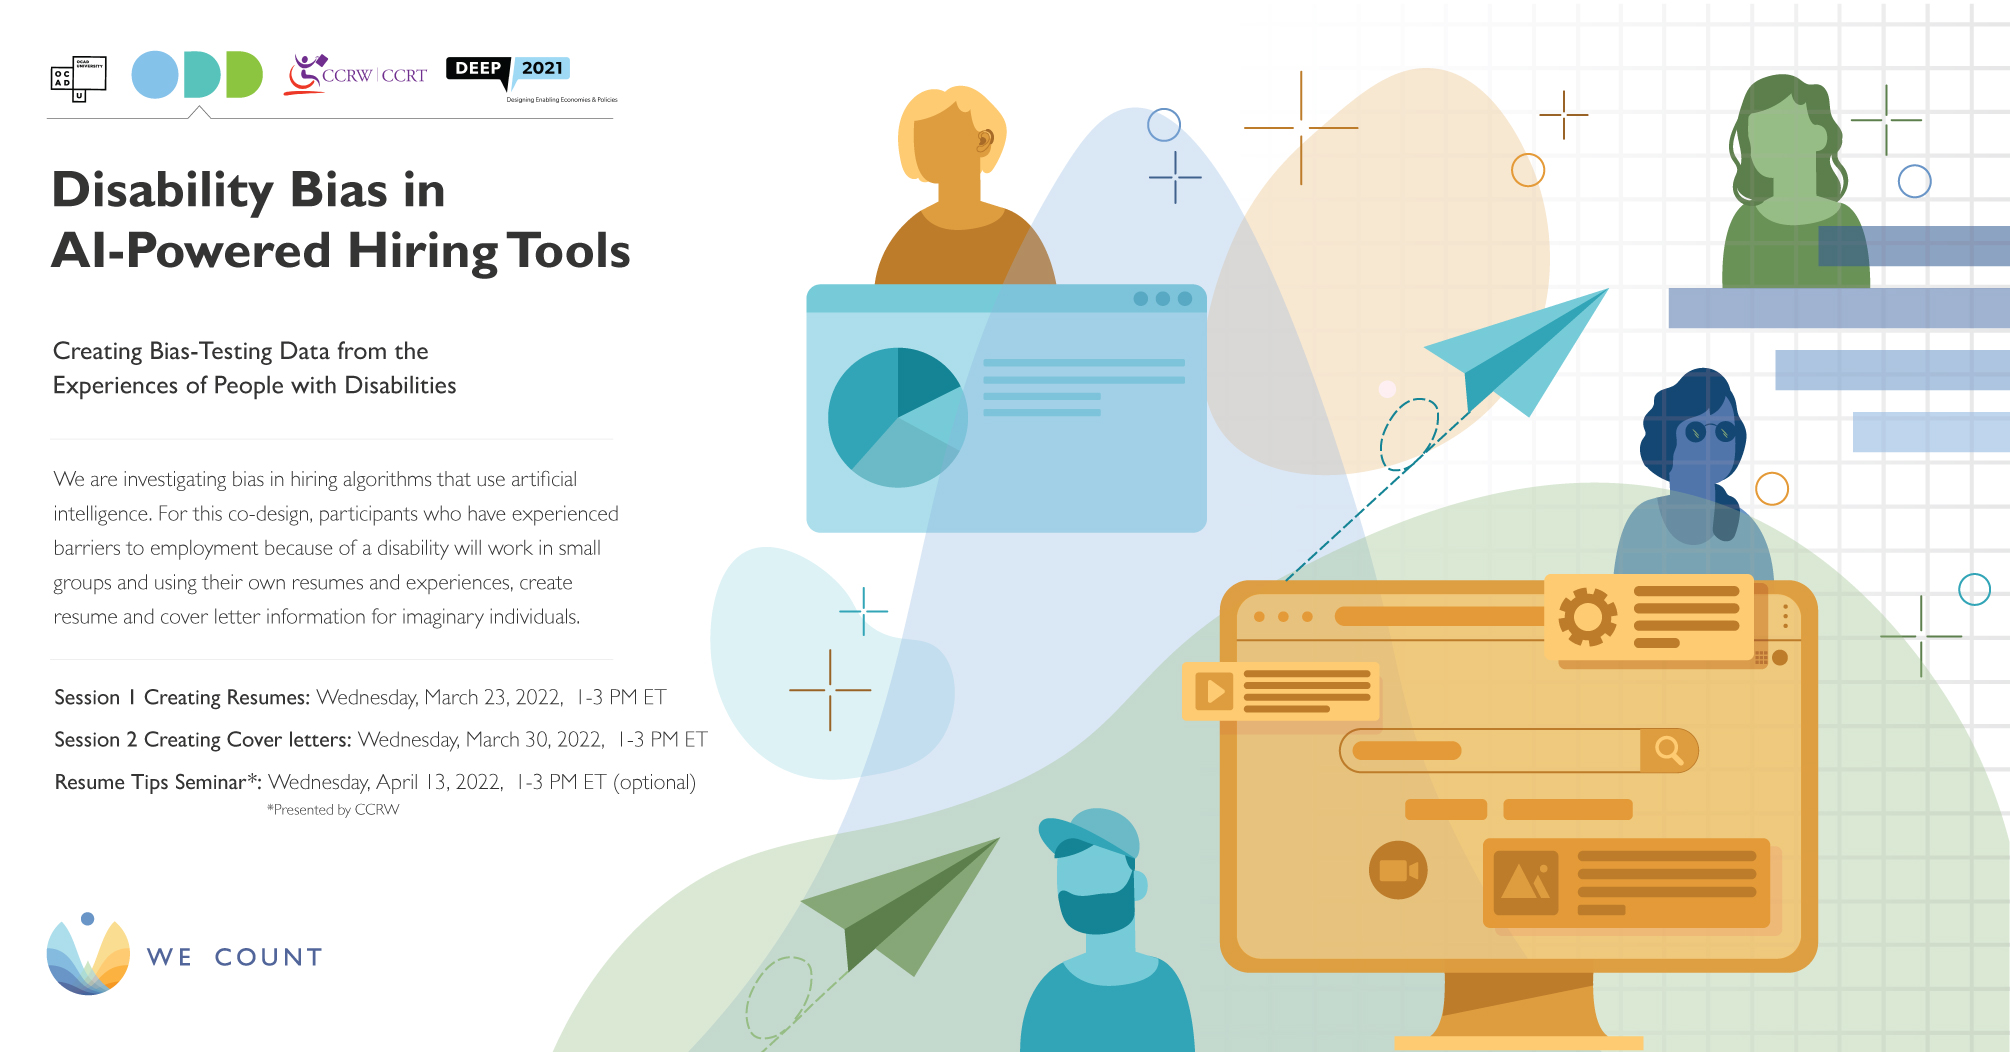 OCAD
UNIVERSITY
O C
A D
U
ODD
CCRW | CCRT
DEEP 2021
Designing Enabling Economies & Policies
Disability Bias in
AI-Powered Hiring Tools
Creating Bias-Testing Data from the
Experiences of People with Disabilities
We are investigating bias in hiring algorithms that use artificial
intelligence. For this co-design, participants who have experienced
barriers to employment because of a disability will work in small
groups and using their own resumes and experiences, create
resume and cover letter information for imaginary individuals.
Session 1 Creating Resumes: Wednesday, March 23, 2022, 1-3 PM ET
Session 2 Creating Cover letters: Wednesday, March 30, 2022, 1-3 PM ET
Resume Tips Seminar*: Wednesday, April 13, 2022, 1-3 PM ET (optional)
*Presented by CCRW
WE COUNT